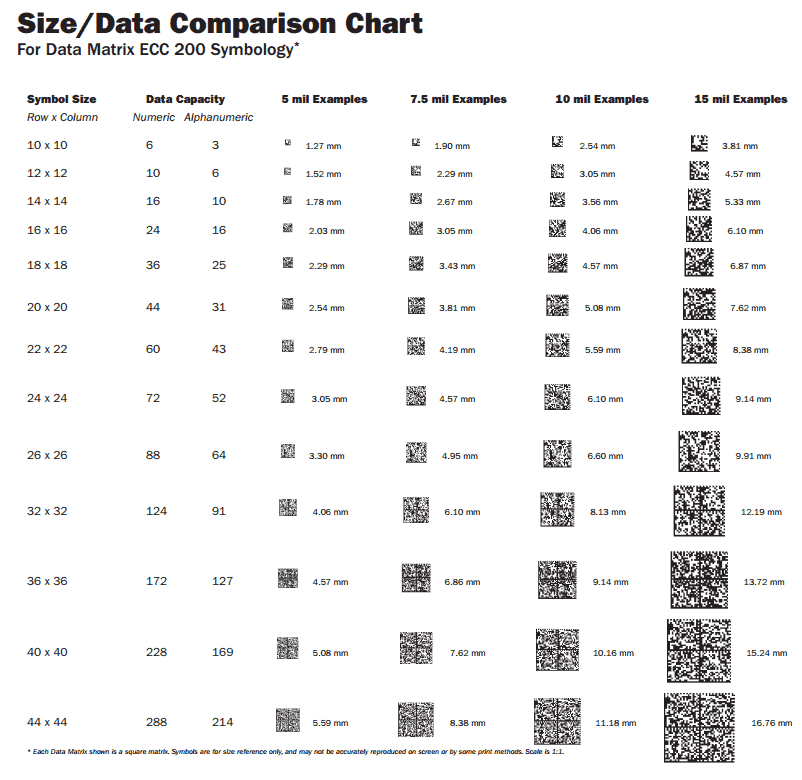 Size/Data Comparison Chart
For Data Matrix ECC 200 Symbology*
Symbol Size Data Capacity 5 mil Examples 7.5 mil Examples 10 mil Examples 15 mil Examples
Row x Column Numeric Alphanumeric
10 x 10 6 3 1.27 mm 1.90 mm 2.54 mm 3.81 mm
12 x 12 10 6 1.52 mm 2.29 mm 3.05 mm 4.57 mm
14 x 14 16 10 1.78 mm 2.67 mm 3.56 mm 5.33 mm
16 x 16 24 16 2.03 mm 3.05 mm 4.06 mm 6.10 mm
18 x 18 36 25 2.29 mm 3.43 mm 4.57 mm 6.87 mm
20 x 20 44 31 2.54 mm 3.81 mm 5.08 mm 7.62 mm
22 x 22 60 43 2.79 mm 4.19 mm 5.59 mm 8.38 mm
24 x 24 72 52 3.05 mm 4.57 mm 6.10 mm 9.14 mm
26 x 26 88 64 3.30 mm 4.95 mm 6.60 mm 9.91 mm
32 x 32 124 91 4.06 mm 6.10 mm 8.13 mm 12.19 mm
36 x 36 172 127 4.57 mm 6.86 mm 9.14 mm 13.72 mm
40 x 40 228 169 5.08 mm 7.62 mm 10.16 mm 15.24 mm
44 x 44 288 214 5.59 mm 8.38 mm 11.18 mm 16.76 mm
* Each Data Matrix shown is a square matrix. Symbols are for size reference only, and may not be accurately reproduced on screen or by some print methods. Scale is 1:1.